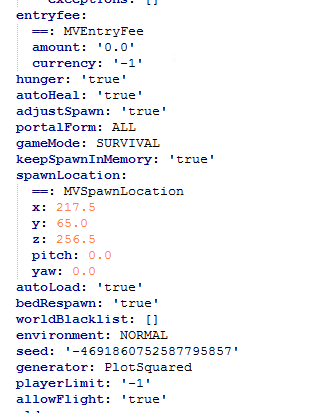 exceptions: []
entryfee:
==: MVEntryFee
amount: '0.0'
currency: '-1'
hunger: 'true'
autoHeal: 'true'
adjustSpawn: 'true'
portalForm: ALL
gameMode: SURVIVAL
keepSpawnInMemory: 'true'
spawnLocation:
==: MVSpawnLocation
x: 217.5
y: 65.0
z: 256.5
pitch: 0.0
yaw: 0.0
autoLoad: 'true'
bedRespawn: 'true'
worldBlacklist: []
environment: NORMAL
seed: '-4691860752587795857'
generator: PlotSquared
playerLimit: '-1'
allowFlight: 'true'